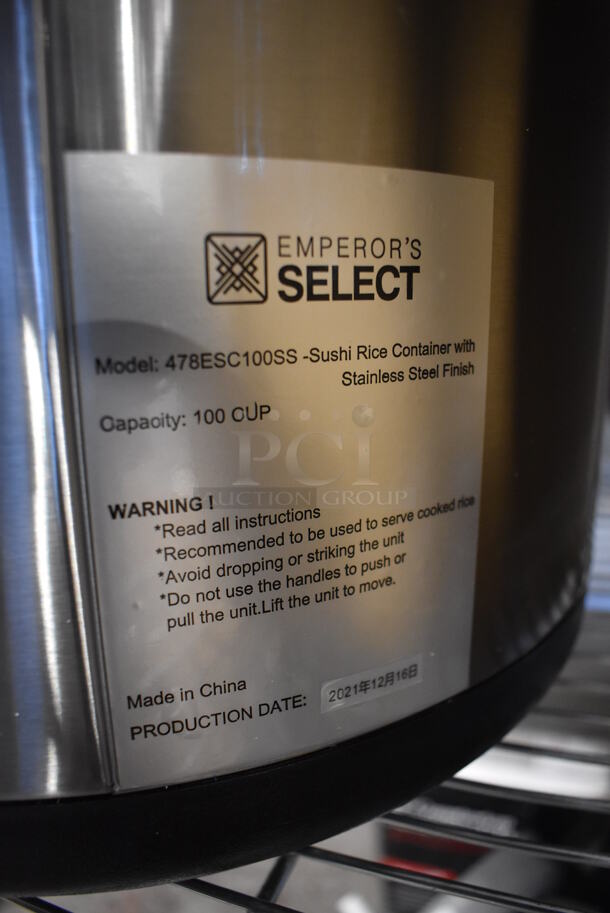 EMPEROR'S
SELECT
Model: 478ESC100SS -Sushi Rice Container with
Stainless Steel Finish
Capacity: 100 CUP
PCI
AUCTION GROUP
WARNING !
*Read all instructions
*Recommended to be used to serve cooked rice
*Avoid dropping or striking the unit
*Do not use the handles to push or
pull the unit.Lift the unit to move.
Made in China
PRODUCTION DATE: 2021年12月16日